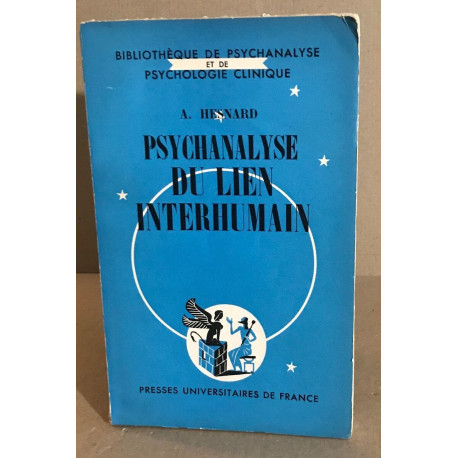 BIBLIOTHÈQUE DE PSYCHANALYSE
ET DE
PSYCHOLOGIE CLINIQUE
A. HESNARD
PSYCHANALYSE
DU LIEN
INTERHUMAIN
PRESSES UNIVERSITAIRES DE FRANCE